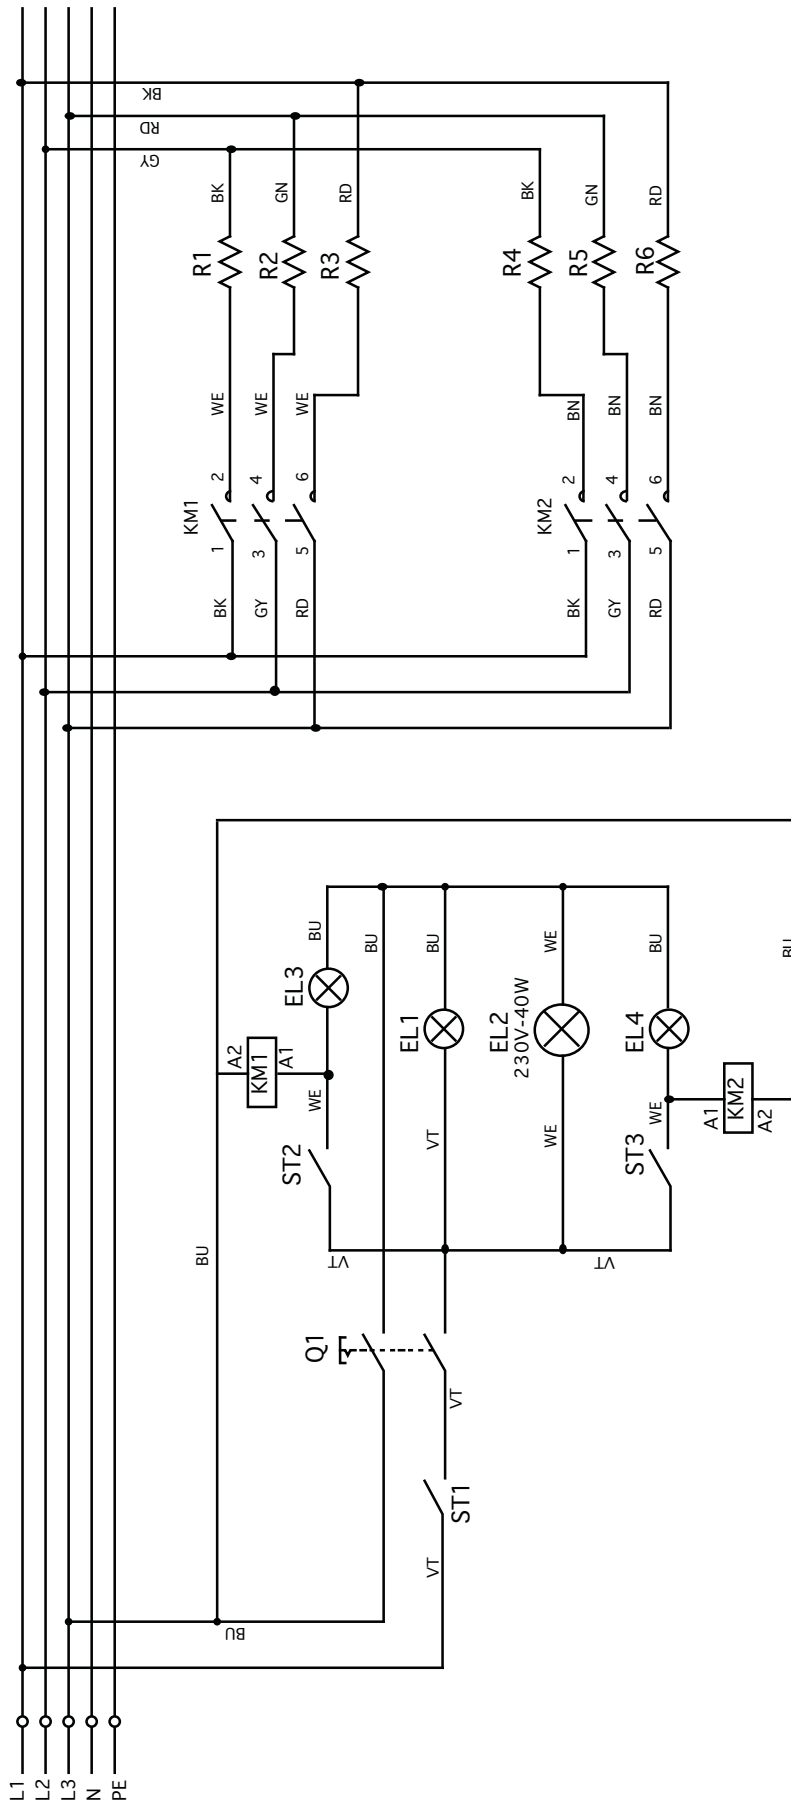 BK
RD
GY
BK
GN
RD
BK
GN
RD
R1
R2
R3
R4
R5
R6
WE
WE
WE
BN
BN
BN
2
4
6
2
4
6
KM1
KM2
1
3
5
1
3
5
BK
GY
RD
BK
GY
RD
BU
BU
BU
WE
BU
BU
EL3
EL1
EL2
230V-40W
EL4
A2
KM1
A1
A1
KM2
A2
WE
VT
WE
WE
ST2
ST3
BU
VT
VT
Q1
VT
ST1
VT
BU
L1
L2
L3
N
PE